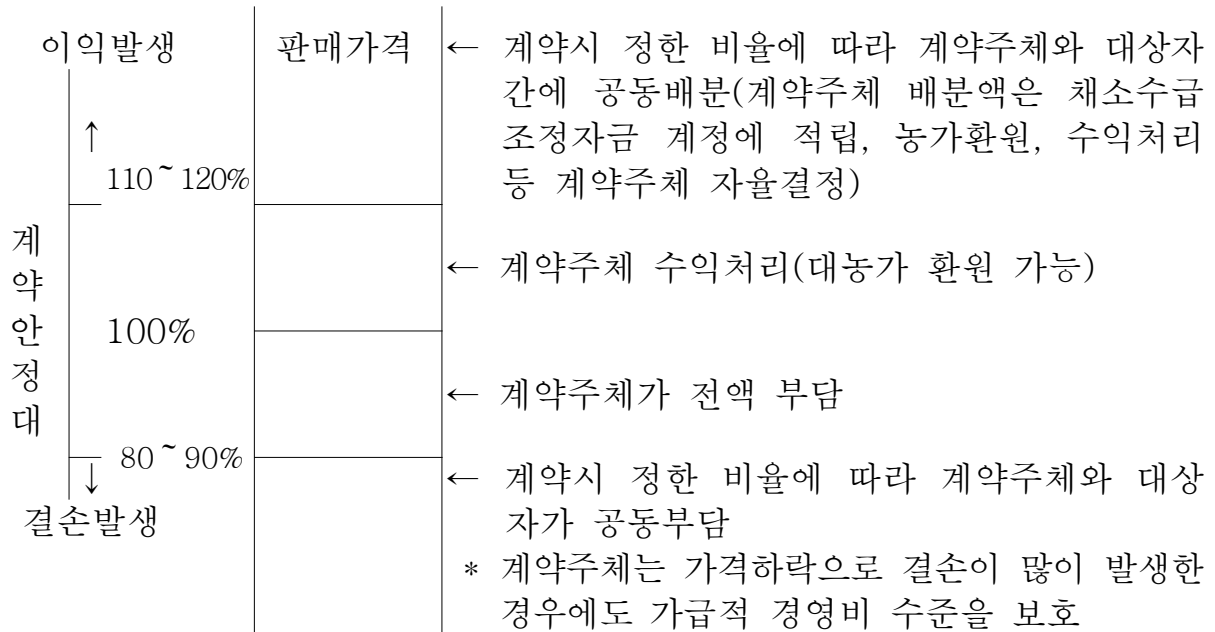 이익발생
판매가격
← 계약시 정한 비율에 따라 계약주체와 대상자
간에 공동배분(계약주체 배분액은 채소수급
조정자금 계정에 적립, 농가환원, 수익처리
등 계약주체 자율결정)
↑
110~120%
계약안정대
← 계약주체 수익처리(대농가 환원 가능)
100%
← 계약주체가 전액 부담
80~90%
↓
결손발생
← 계약시 정한 비율에 따라 계약주체와 대상
자가 공동부담
* 계약주체는 가격하락으로 결손이 많이 발생한
경우에도 가급적 경영비 수준을 보호